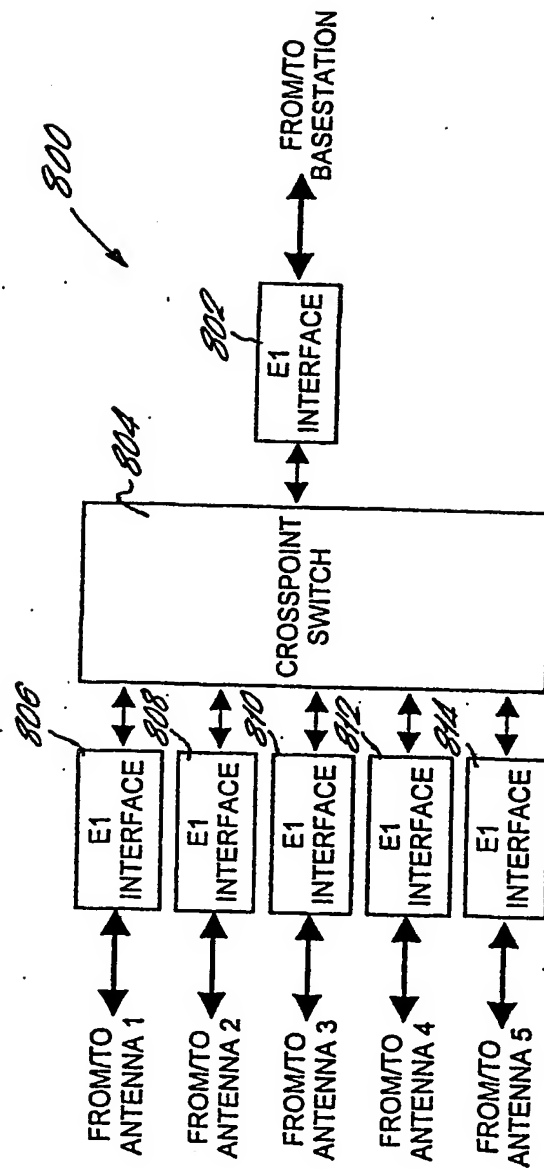 800
FROM/TO
BASESTATION
802
E1
INTERFACE
804
CROSSPOINT
SWITCH
806
E1
INTERFACE
FROM/TO
ANTENNA 1
808
E1
INTERFACE
FROM/TO
ANTENNA 2
810
E1
INTERFACE
FROM/TO
ANTENNA 3
812
E1
INTERFACE
FROM/TO
ANTENNA 4
814
E1
INTERFACE
FROM/TO
ANTENNA 5